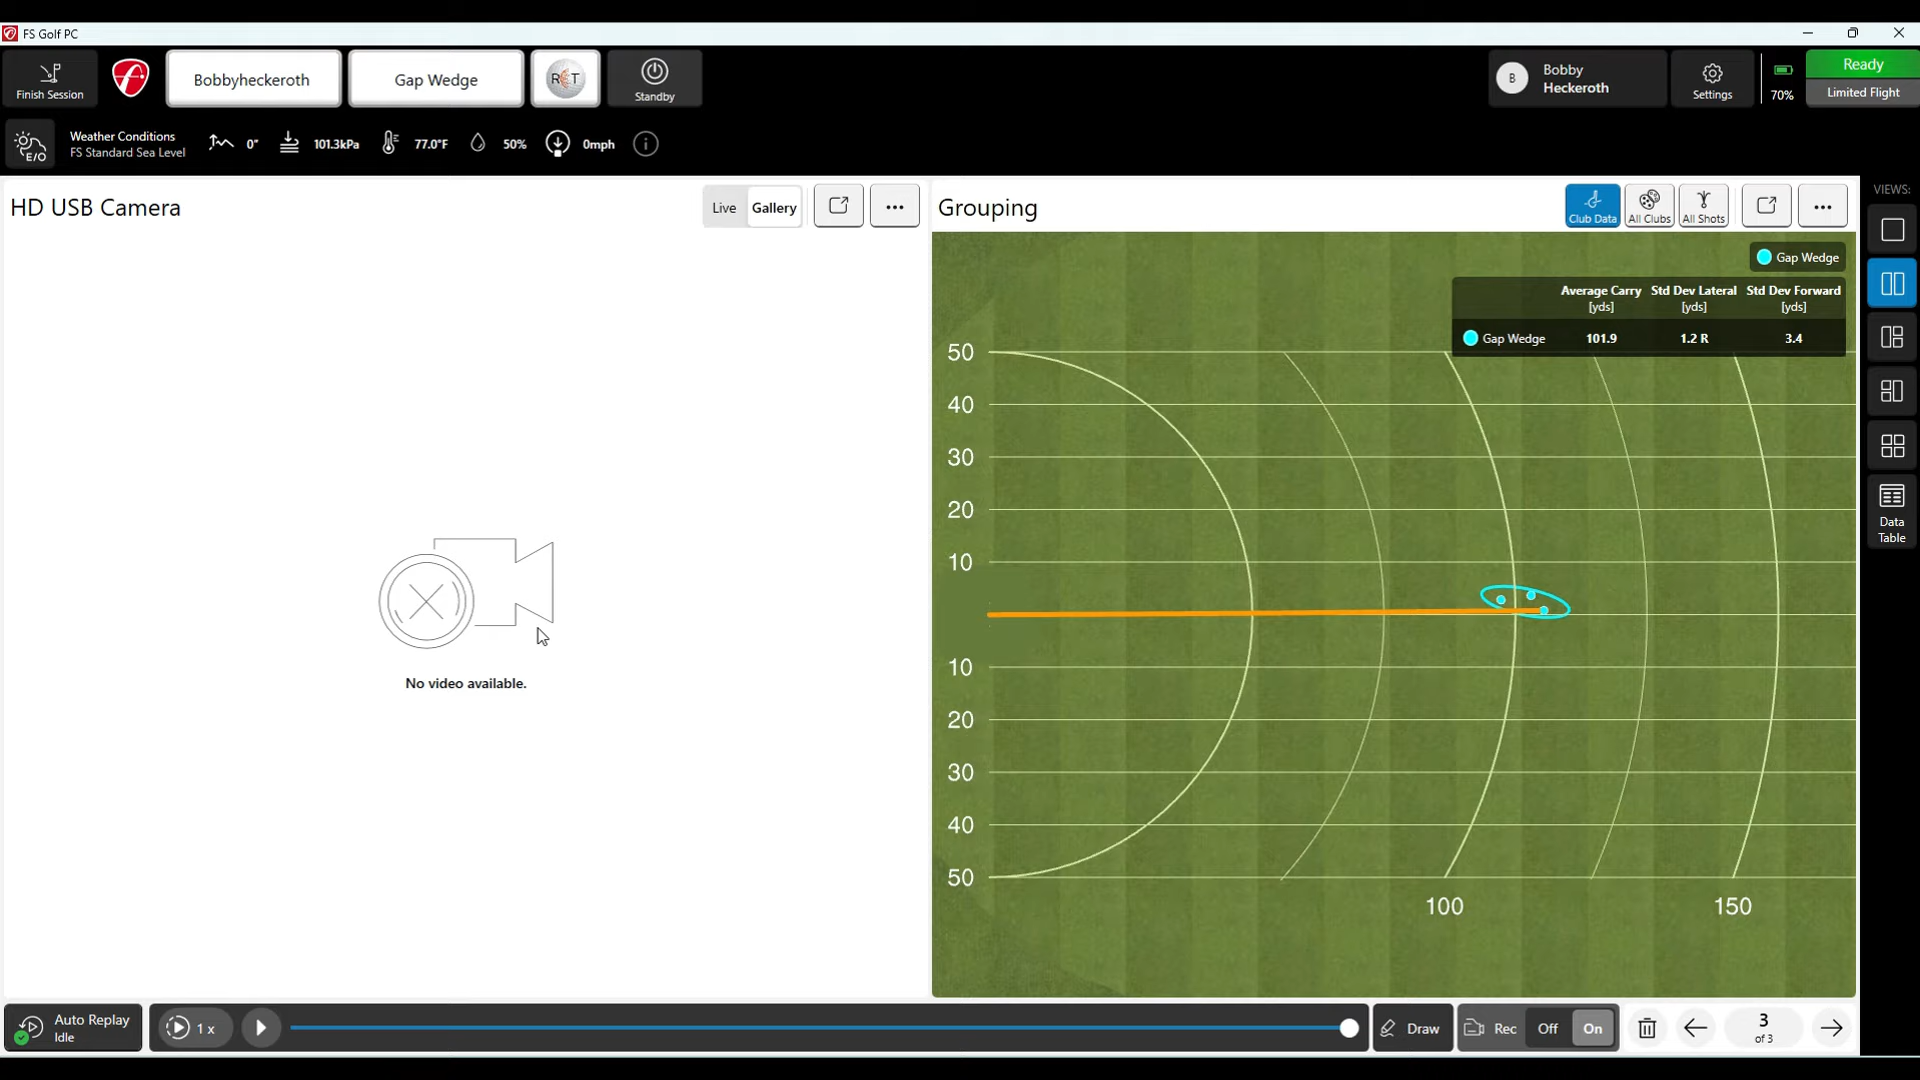 FS Golf PC
Finish Session
Bobbyheckeroth
Gap Wedge
RCT
Standby
B
Bobby
Heckeroth
Settings
70%
Ready
Limited Flight
E/O
Weather Conditions
FS Standard Sea Level
0"
101.3kPa
77.0°F
50%
0mph
HD USB Camera
Live
Gallery
Grouping
Club Data
All Clubs
All Shots
VIEWS:
Gap Wedge
Average Carry Std Dev Lateral Std Dev Forward
[yds] [yds] [yds]
Gap Wedge 101.9 1.2 R 3.4
50
40
30
20
10
10
20
30
40
50
100
150
No video available.
Data
Table
Auto Replay
Idle
1 x
Draw
Rec
Off
On
3
of 3